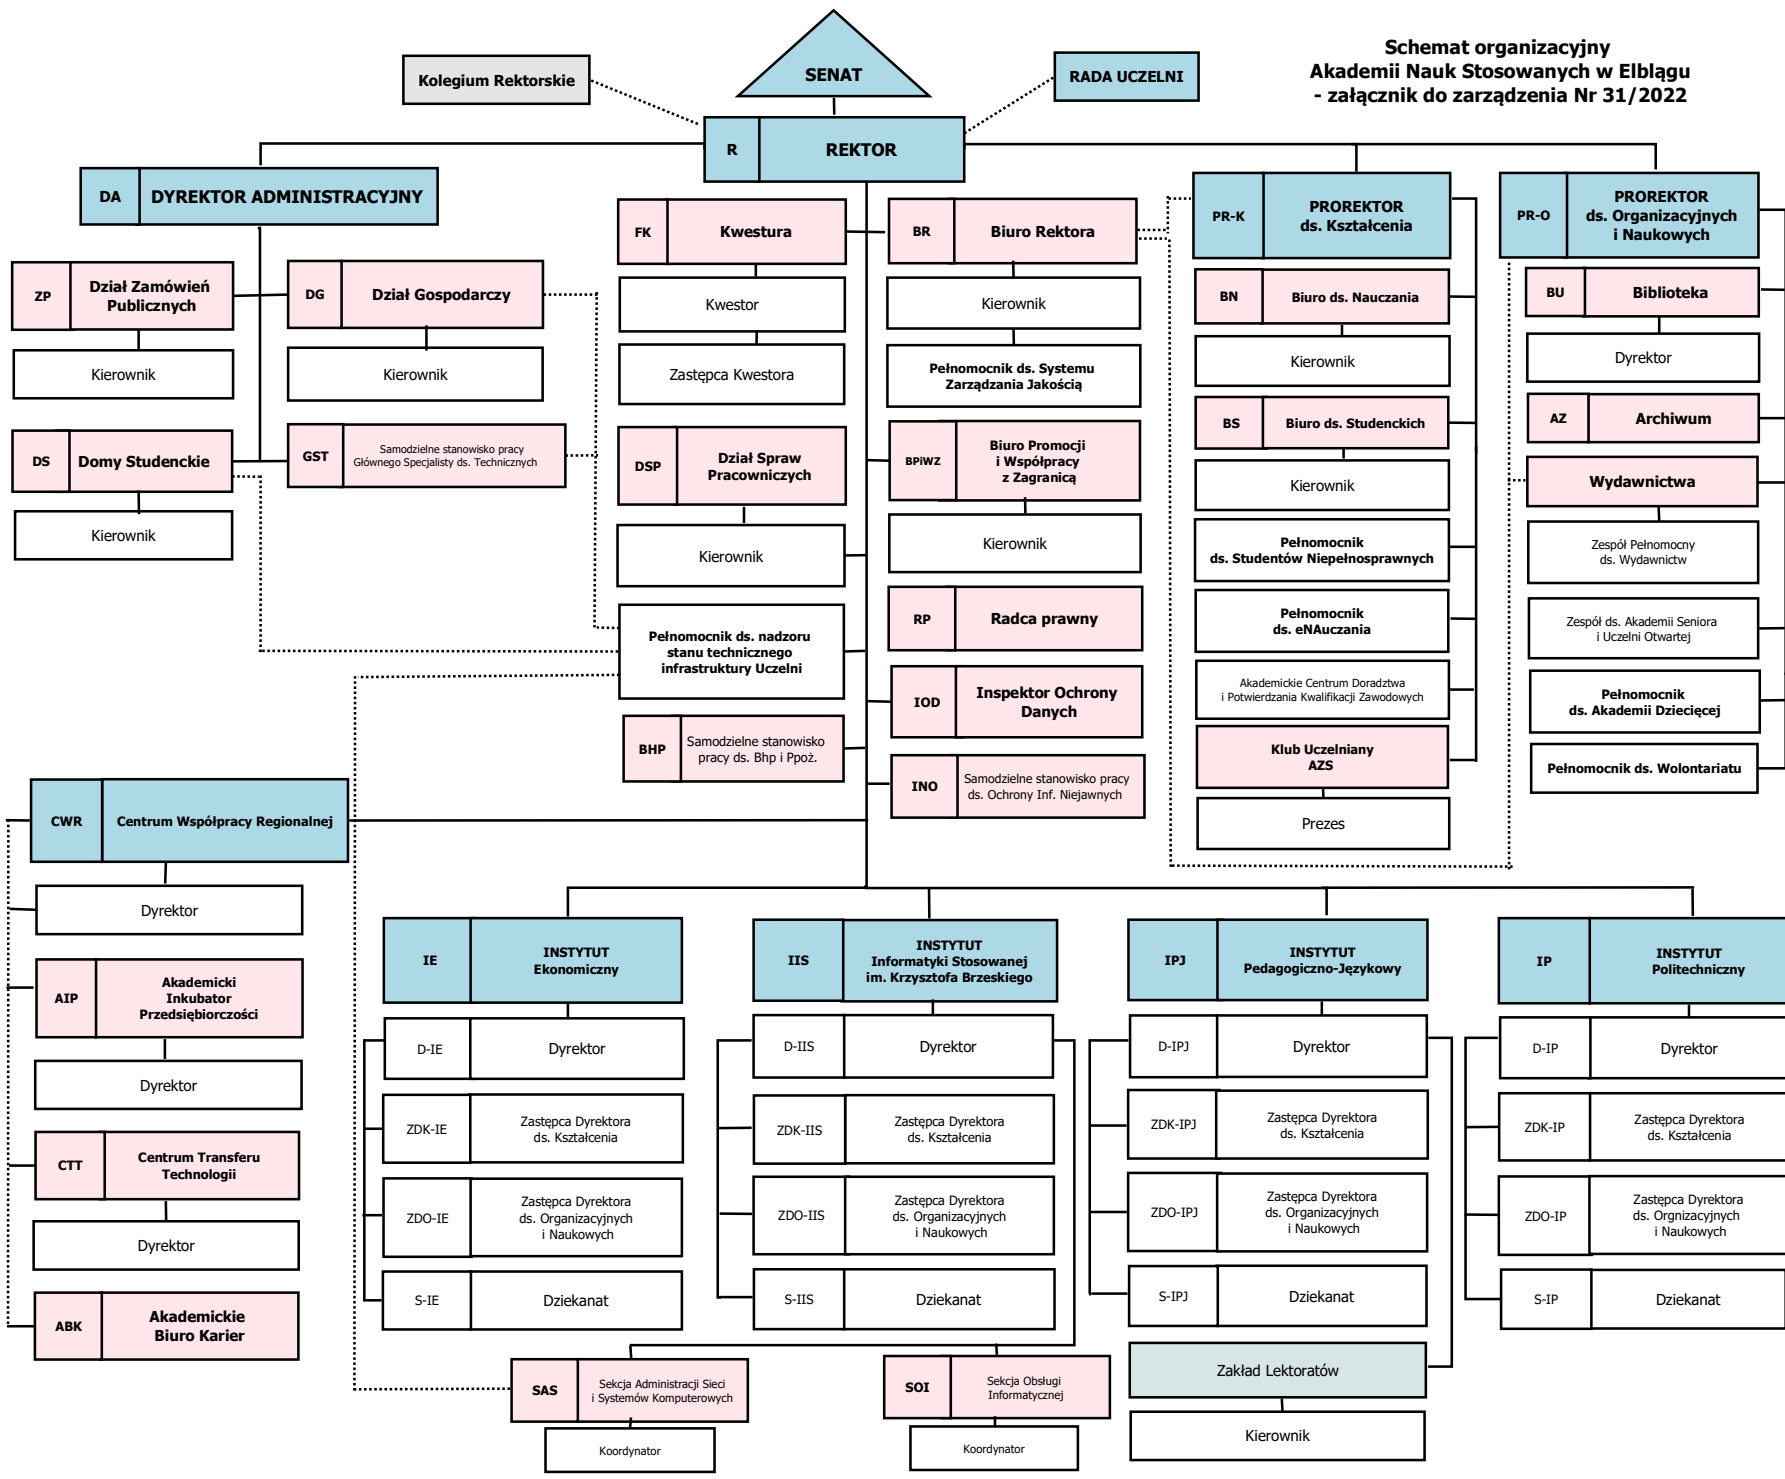 Schemat organizacyjny
Akademii Nauk Stosowanych w Elblągu
- załącznik do zarządzenia Nr 31/2022
SENAT
Kolegium Rektorskie
RADA UCZELNI
R
REKTOR
DA
DYREKTOR ADMINISTRACYJNY
ZP
Dział Zamówień
Publicznych
Kierownik
DG
Dział Gospodarczy
Kierownik
DS
Domy Studenckie
Kierownik
GST
Samodzielne stanowisko pracy
Głównego Specjalisty ds. Technicznych
FK
Kwestura
Kwestor
Zastępca Kwestora
DSP
Dział Spraw
Pracowniczych
Kierownik
Pełnomocnik ds. nadzoru
stanu technicznego
infrastruktury Uczelni
BHP
Samodzielne stanowisko
pracy ds. Bhp i Ppoż.
BR
Biuro Rektora
Kierownik
Pełnomocnik ds. Systemu
Zarządzania Jakością
BPiWZ
Biuro Promocji
i Współpracy
z Zagranicą
Kierownik
RP
Radca prawny
IOD
Inspektor Ochrony
Danych
INO
Samodzielne stanowisko pracy
ds. Ochrony Inf. Niejawnych
PR-K
PROREKTOR
ds. Kształcenia
BN
Biuro ds. Nauczania
Kierownik
BS
Biuro ds. Studenckich
Kierownik
Pełnomocnik
ds. Studentów Niepełnosprawnych
Pełnomocnik
ds. eNAuczania
Akademickie Centrum Doradztwa
i Potwierdzania Kwalifikacji Zawodowych
Klub Uczelniany
AZS
Prezes
PR-O
PROREKTOR
ds. Organizacyjnych
i Naukowych
BU
Biblioteka
Dyrektor
AZ
Archiwum
Wydawnictwa
Zespół Pełnomocny
ds. Wydawnictw
Zespół ds. Akademii Seniora
i Uczelni Otwartej
Pełnomocnik
ds. Akademii Dziecięcej
Pełnomocnik ds. Wolontariatu
CWR
Centrum Współpracy Regionalnej
Dyrektor
AIP
Akademicki
Inkubator
Przedsiębiorczości
Dyrektor
CTT
Centrum Transferu
Technologii
Dyrektor
ABK
Akademickie
Biuro Karier
IE
INSTYTUT
Ekonomiczny
D-IE
Dyrektor
ZDK-IE
Zastępca Dyrektora
ds. Kształcenia
ZDO-IE
Zastępca Dyrektora
ds. Organizacyjnych
i Naukowych
S-IE
Dziekanat
IIS
INSTYTUT
Informatyki Stosowanej
im. Krzysztofa Brzeskiego
D-IIS
Dyrektor
ZDK-IIS
Zastępca Dyrektora
ds. Kształcenia
ZDO-IIS
Zastępca Dyrektora
ds. Organizacyjnych
i Naukowych
S-IIS
Dziekanat
SAS
Sekcja Administracji Sieci
i Systemów Komputerowych
Koordynator
SOI
Sekcja Obsługi
Informatycznej
Koordynator
IPJ
INSTYTUT
Pedagogiczno-Językowy
D-IPJ
Dyrektor
ZDK-IPJ
Zastępca Dyrektora
ds. Kształcenia
ZDO-IPJ
Zastępca Dyrektora
ds. Organizacyjnych
i Naukowych
S-IPJ
Dziekanat
Zakład Lektoratów
Kierownik
IP
INSTYTUT
Politechniczny
D-IP
Dyrektor
ZDK-IP
Zastępca Dyrektora
ds. Kształcenia
ZDO-IP
Zastępca Dyrektora
ds. Orgnizacyjnych
i Naukowych
S-IP
Dziekanat